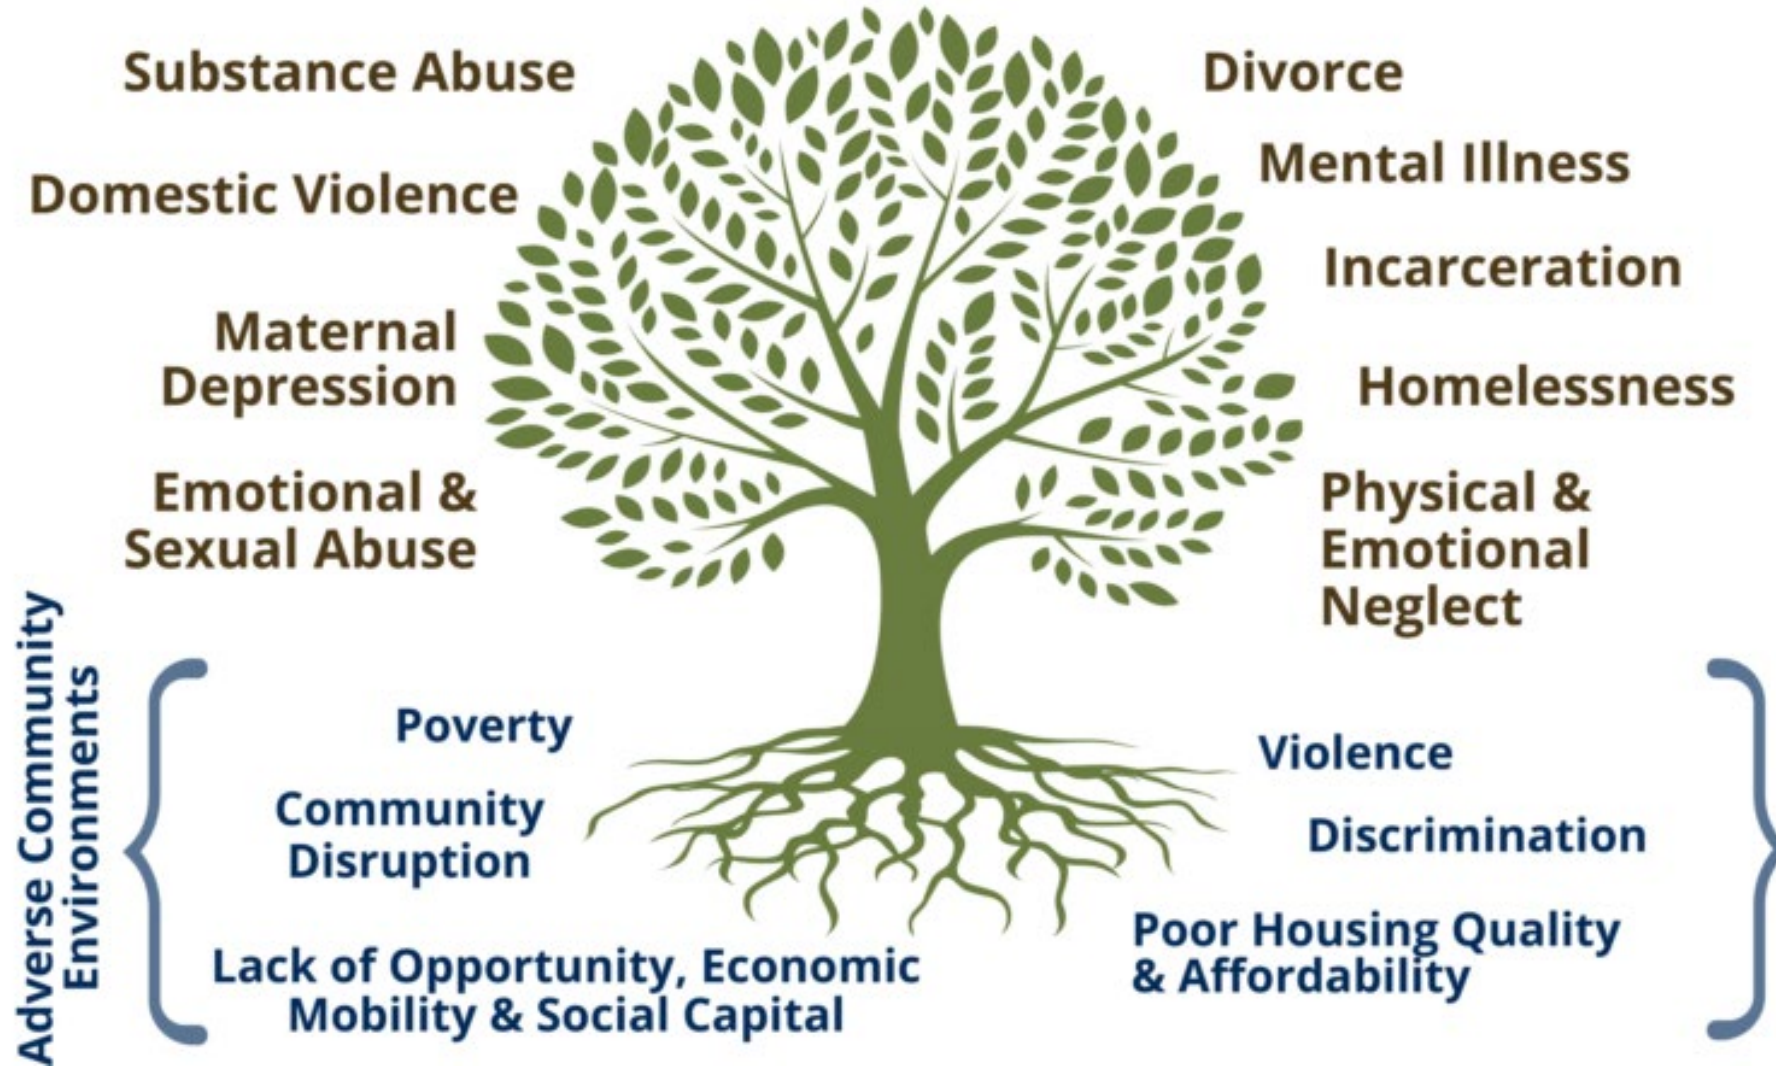 Substance Abuse
Domestic Violence
Maternal
Depression
Emotional &
Sexual Abuse
Divorce
Mental Illness
Incarceration
Homelessness
Physical &
Emotional
Neglect
Adverse Community
Environments
Poverty
Community
Disruption
Lack of Opportunity, Economic
Mobility & Social Capital
Violence
Discrimination
Poor Housing Quality
& Affordability